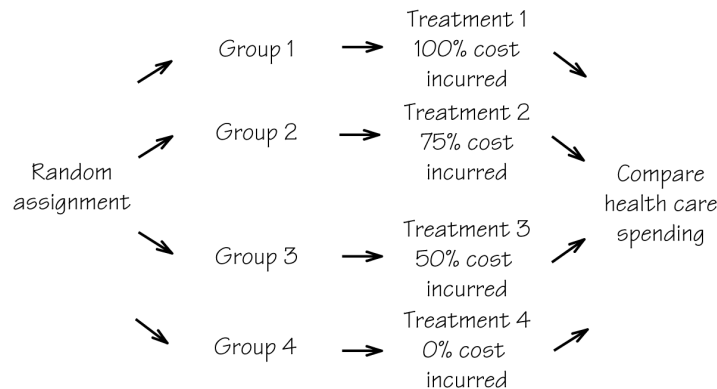 Random
assignment
Group 1
Treatment 1
100% cost
incurred
Group 2
Treatment 2
75% cost
incurred
Group 3
Treatment 3
50% cost
incurred
Group 4
Treatment 4
0% cost
incurred
Compare
health care
spending